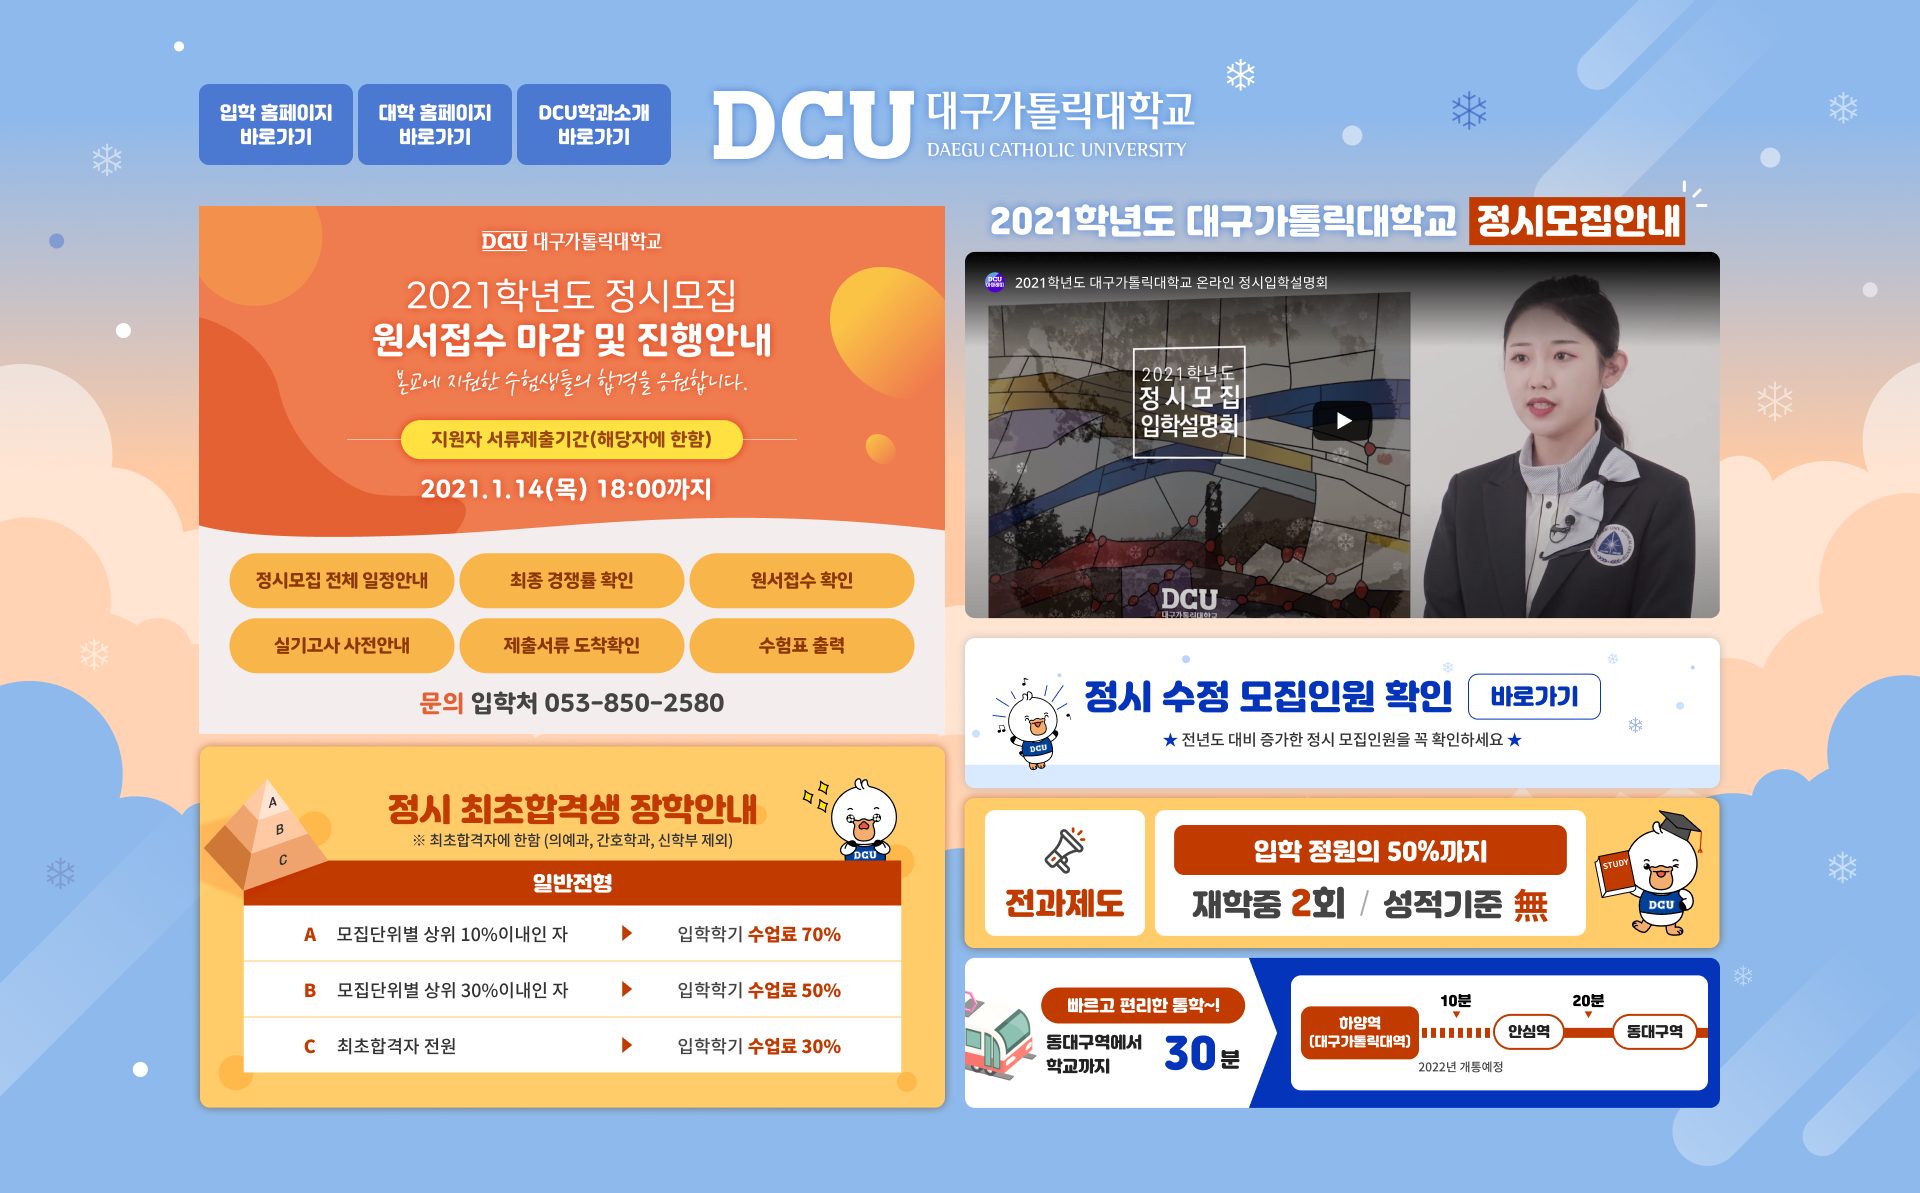 입학 홈페이지
바로가기
대학 홈페이지
바로가기
DCU학과소개
바로가기
DCU 대구가톨릭대학교
DAEGU CATHOLIC UNIVERSITY
DCU 대구가톨릭대학교
2021학년도 정시모집
원서접수 마감 및 진행안내
본교에 지원한 수험생들의 합격을 응원합니다.
지원자 서류제출기간(해당자에 한함)
2021.1.14(목) 18:00까지
정시모집 전체 일정안내
최종 경쟁률 확인
원서접수 확인
실기고사 사전안내
제출서류 도착확인
수험표 출력
문의 입학처 053-850-2580
A
B
C
정시 최초합격생 장학안내
※ 최초합격자에 한함 (의예과, 간호학과, 신학부 제외)
DCU
일반전형
A 모집단위별 상위 10%이내인 자 ▶ 입학학기 수업료 70%
B 모집단위별 상위 30%이내인 자 ▶ 입학학기 수업료 50%
C 최초합격자 전원 ▶ 입학학기 수업료 30%
2021학년도 대구가톨릭대학교 정시모집안내
DCU
2021학년도 대구가톨릭대학교 온라인 정시입학설명회
2021학년도
정시모집
입학설명회
DCU
대구가톨릭대학교
정시 수정 모집인원 확인
바로가기
★ 전년도 대비 증가한 정시 모집인원을 꼭 확인하세요 ★
DCU
전과제도
입학 정원의 50%까지
재학중 2회 / 성적기준 無
STUDY
DCU
빠르고 편리한 통학~!
동대구역에서
학교까지
30분
10분
20분
하양역
(대구가톨릭대역)
안심역
동대구역
2022년 개통예정